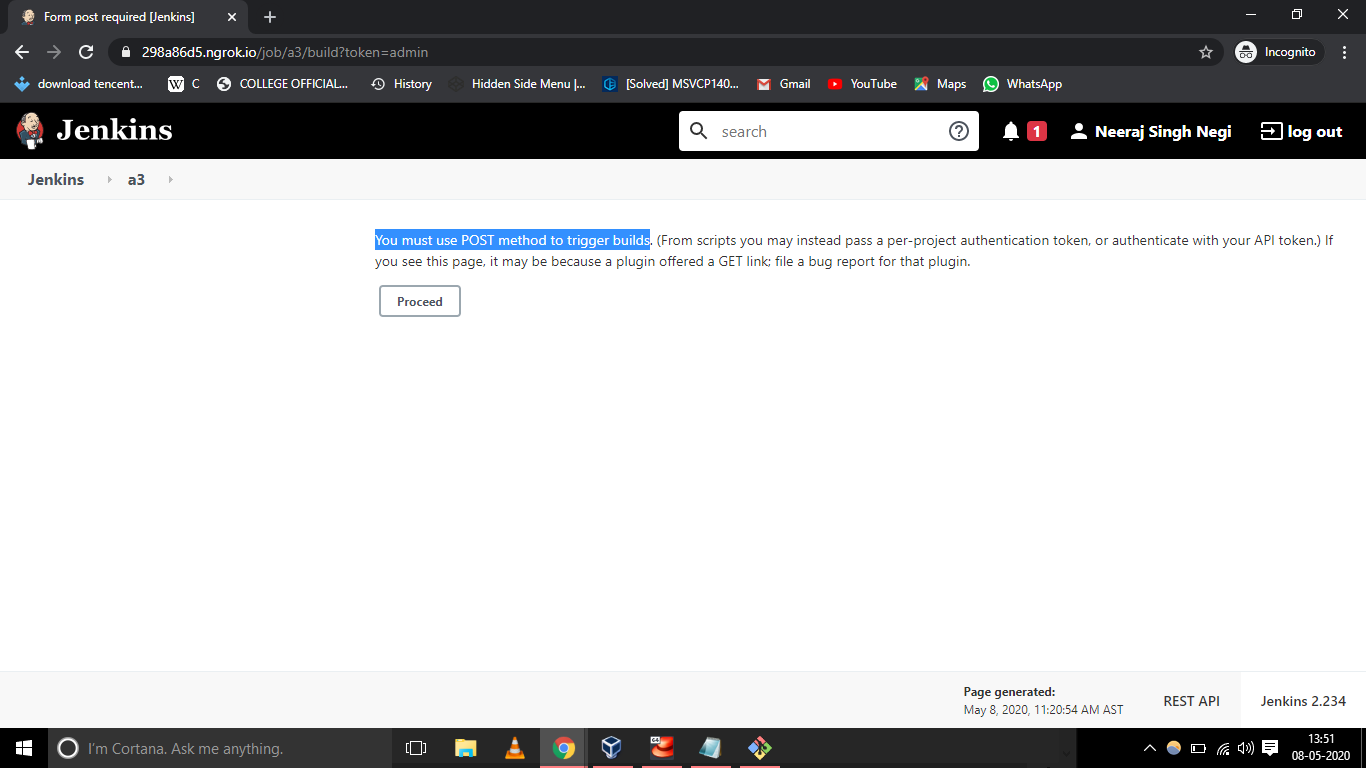 Form post required [Jenkins]
298a86d5.ngrok.io/job/a3/build?token=admin
Incognito
download tencent...
W C
COLLEGE OFFICIAL...
History
Hidden Side Menu |...
[Solved] MSVCP140...
Gmail
YouTube
Maps
WhatsApp
Jenkins
search
1
Neeraj Singh Negi
log out
Jenkins
a3
You must use POST method to trigger builds. (From scripts you may instead pass a per-project authentication token, or authenticate with your API token.) If
you see this page, it may be because a plugin offered a GET link; file a bug report for that plugin.
Proceed
Page generated:
May 8, 2020, 11:20:54 AM AST
REST API
Jenkins 2.234
I'm Cortana. Ask me anything.
13:51
08-05-2020